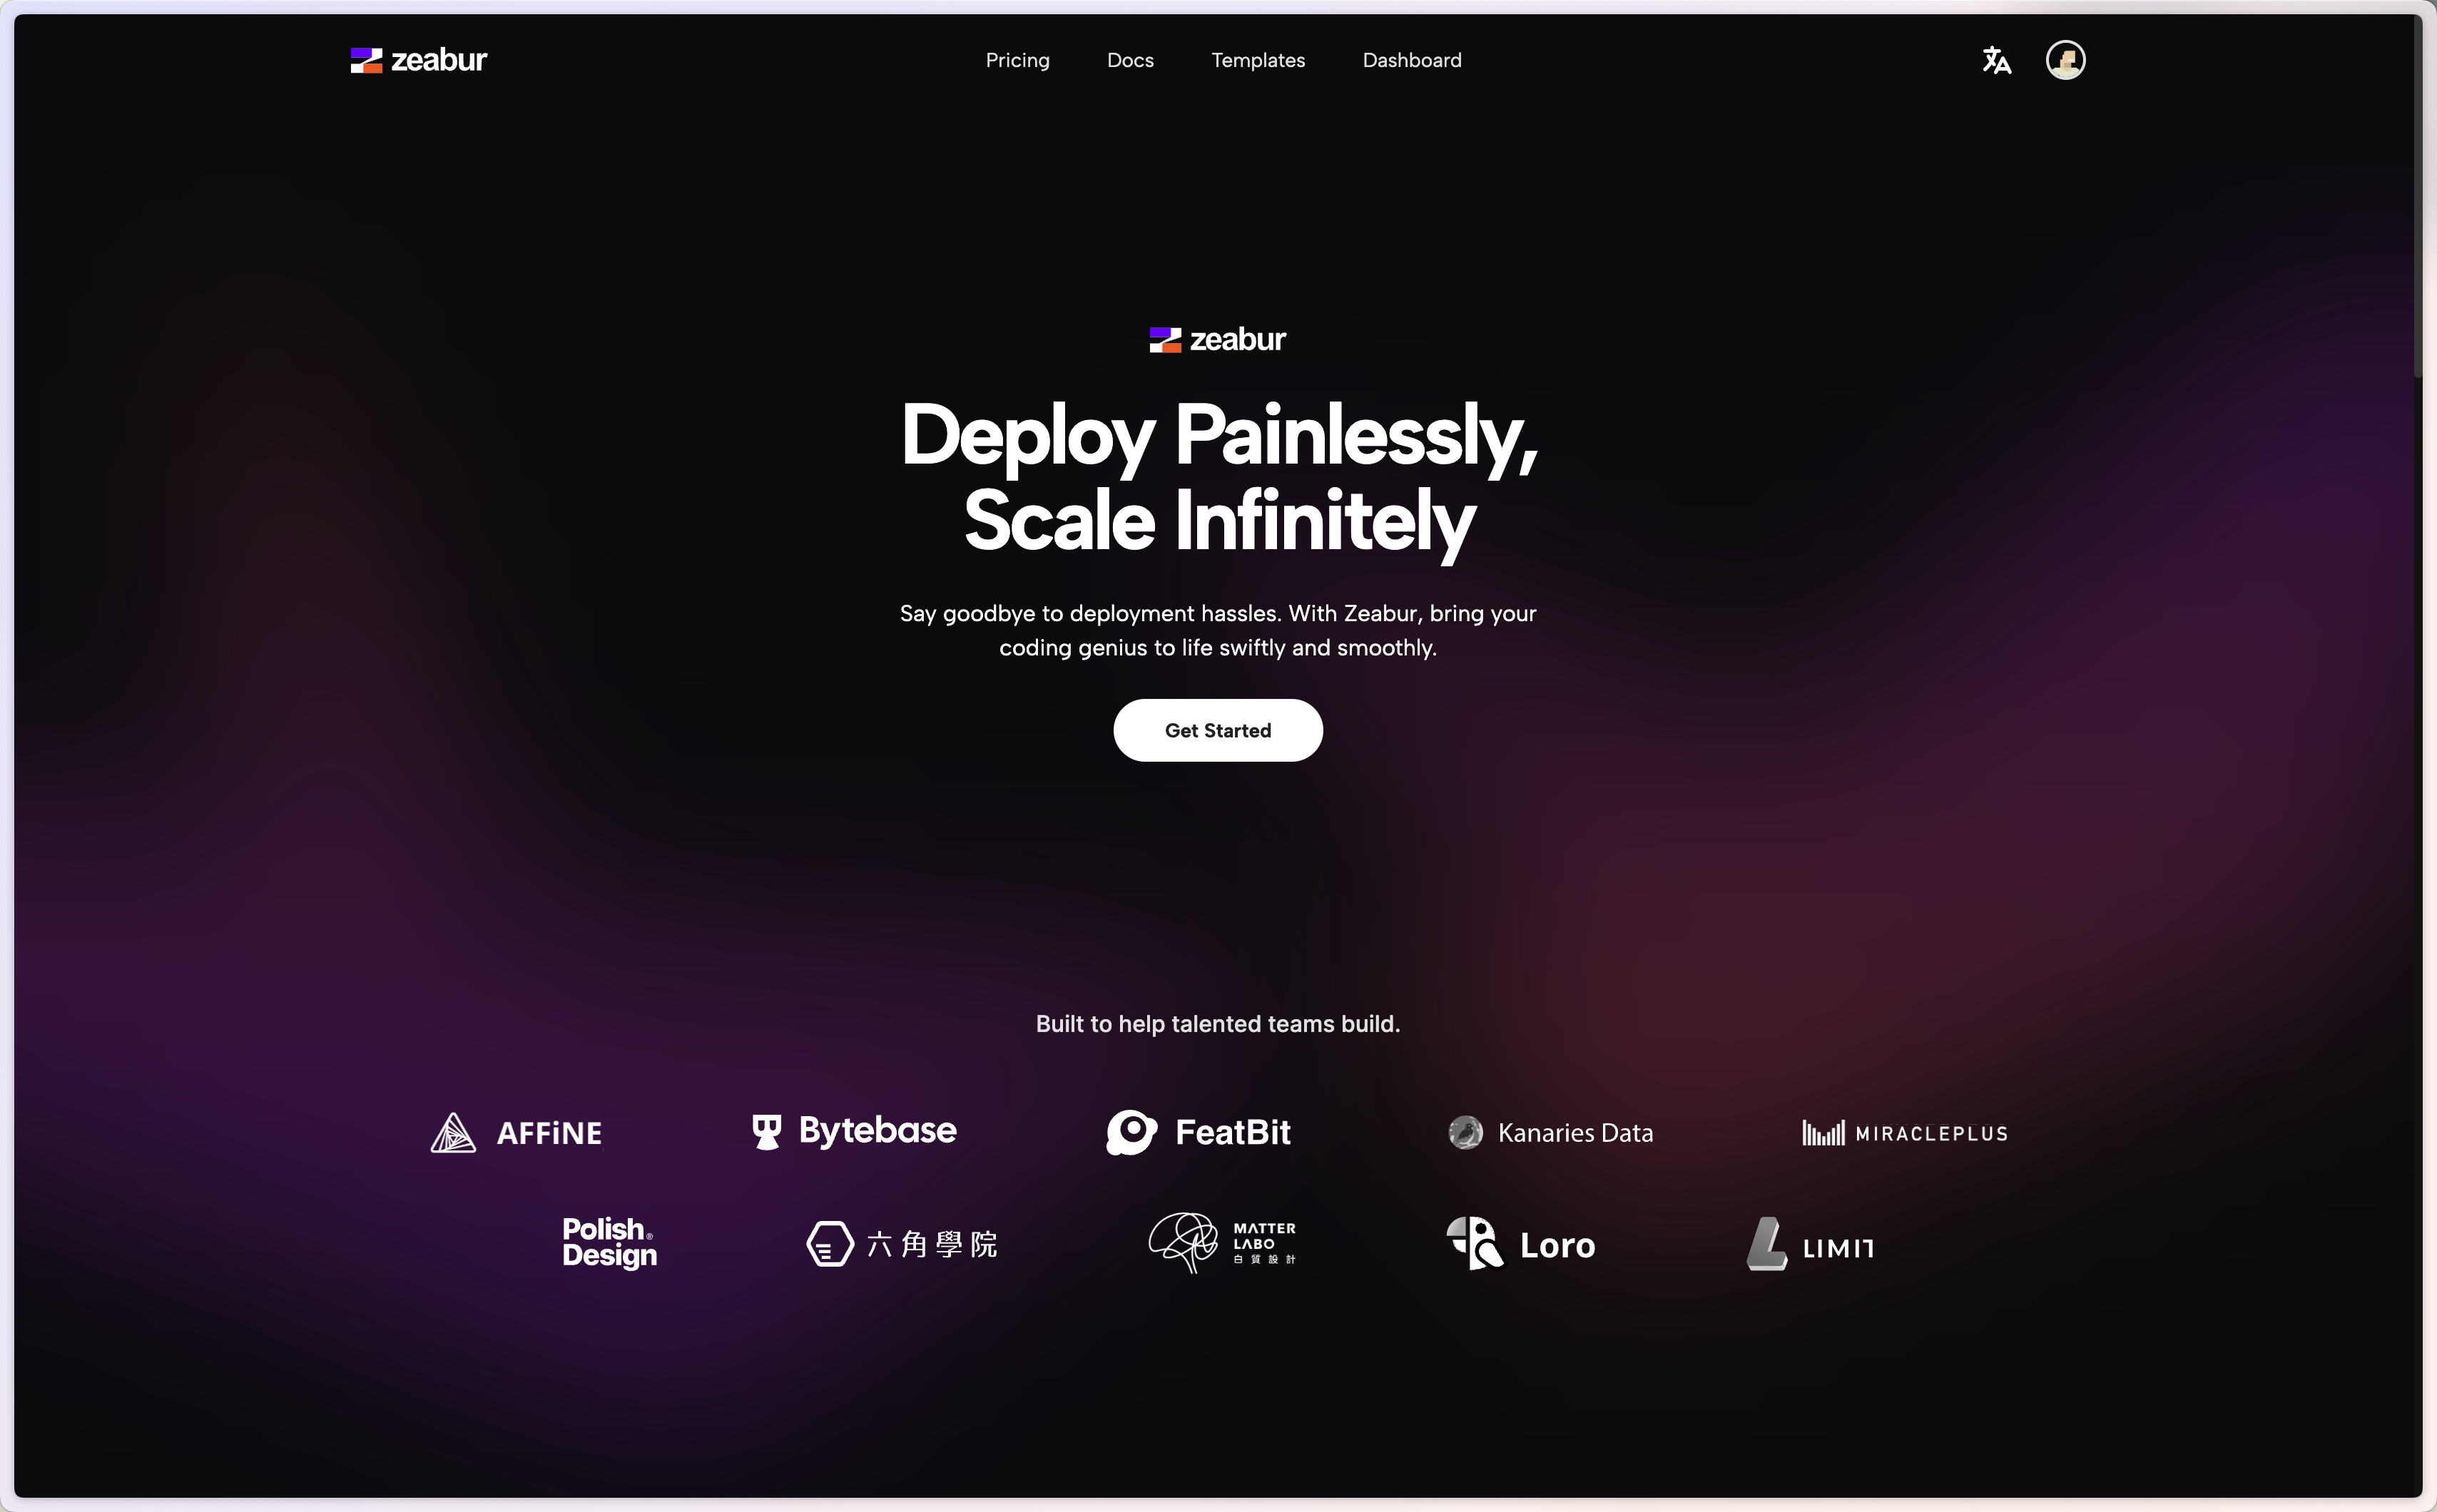 zeabur
Pricing Docs Templates Dashboard
zeabur
Deploy Painlessly,
Scale Infinitely
Say goodbye to deployment hassles. With Zeabur, bring your
coding genius to life swiftly and smoothly.
Get Started
Built to help talented teams build.
AFFiNE Bytebase FeatBit Kanaries Data MIRACLEPLUS
Polish
Design®
六角學院
MATTER
LABO
白質設計
Loro
LIMIT